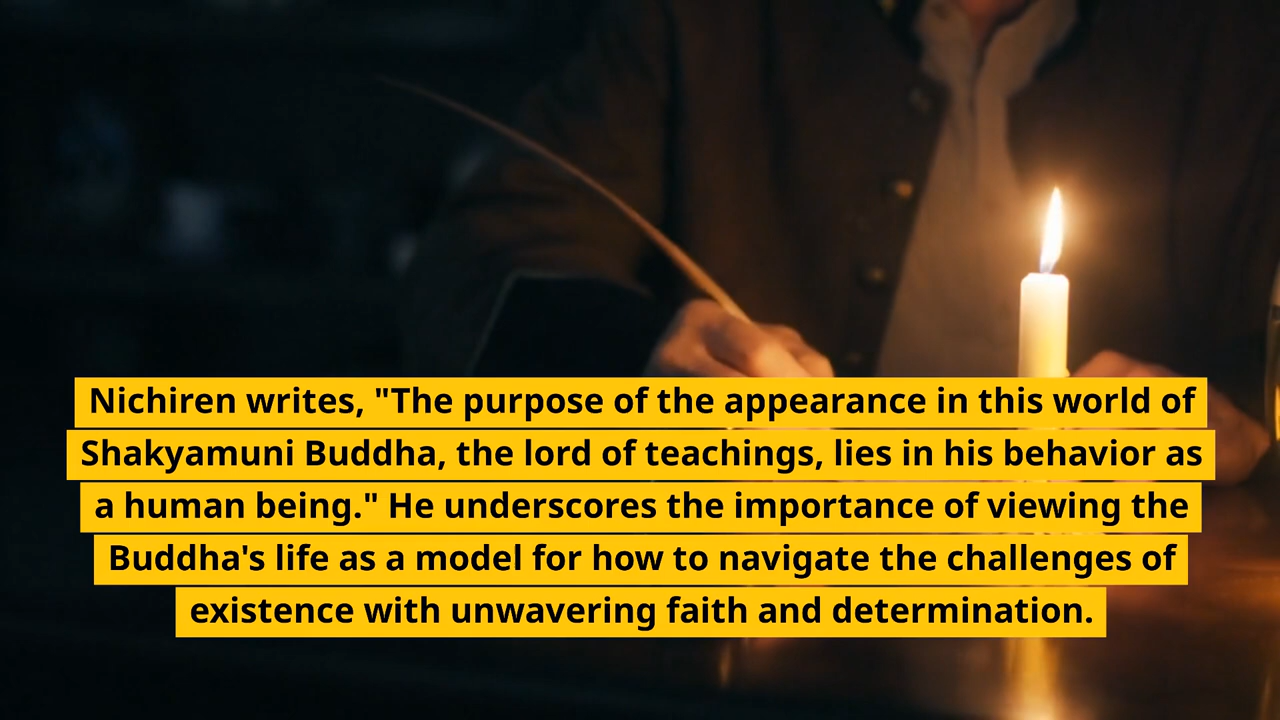 Nichiren writes, "The purpose of the appearance in this world of
Shakyamuni Buddha, the lord of teachings, lies in his behavior as
a human being." He underscores the importance of viewing the
Buddha's life as a model for how to navigate the challenges of
existence with unwavering faith and determination.